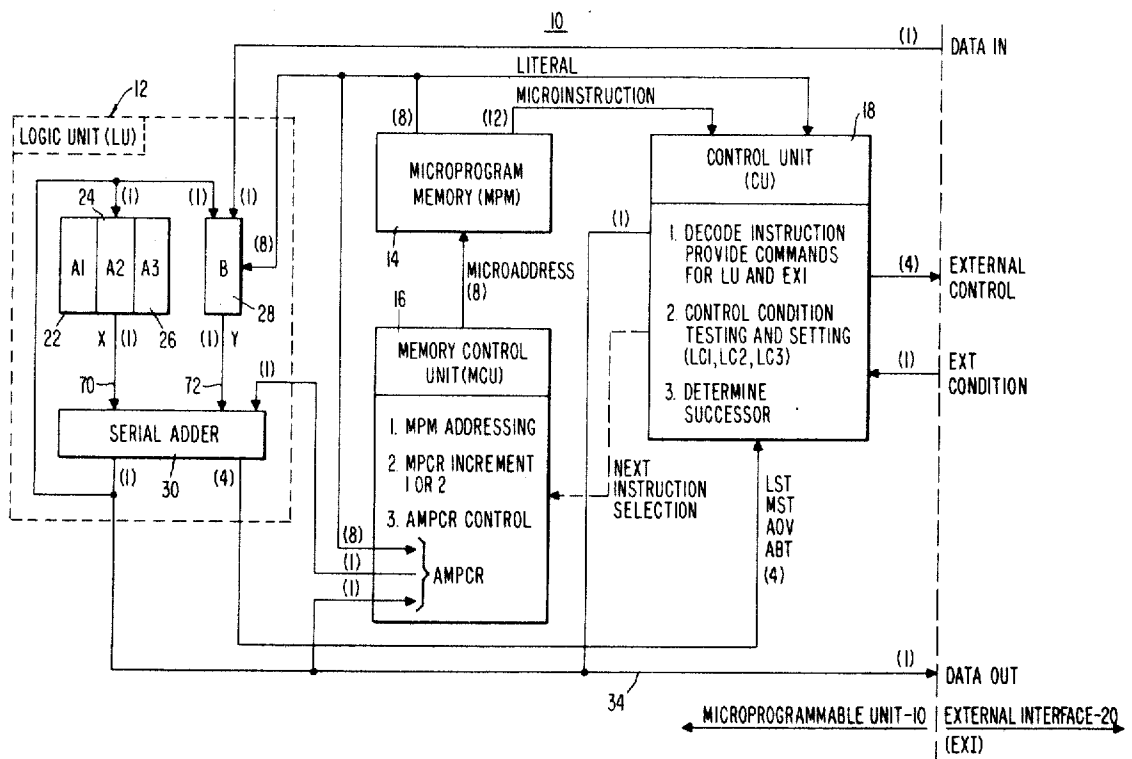 10
(1)
DATA IN
LITERAL
12
MICROINSTRUCTION
LOGIC UNIT (LU)
(8)
(12)
18
24
(1)
(1)
(1)
MICROPROGRAM
MEMORY (MPM)
CONTROL UNIT
(CU)
A1
A2
A3
B
(8)
14
(1)
1. DECODE INSTRUCTION
PROVIDE COMMANDS
FOR LU AND EXI
MICROADDRESS
(8)
(4)
EXTERNAL
CONTROL
22
26
28
X
(1)
(1)
Y
16
2. CONTROL CONDITION
TESTING AND SETTING
(LC1, LC2, LC3)
MEMORY CONTROL
UNIT (MCU)
(1)
EXT
CONDITION
70
72
(1)
3. DETERMINE
SUCCESSOR
SERIAL ADDER
1. MPM ADDRESSING
2. MPCR INCREMENT
1 OR 2
(1)
30
(4)
NEXT
INSTRUCTION
SELECTION
LST
MST
AOV
ABT
(4)
3. AMPCR CONTROL
(8)
(1)
AMPCR
(1)
(1)
DATA OUT
34
MICROPROGRAMMABLE UNIT-10
EXTERNAL INTERFACE-20
(EXI)